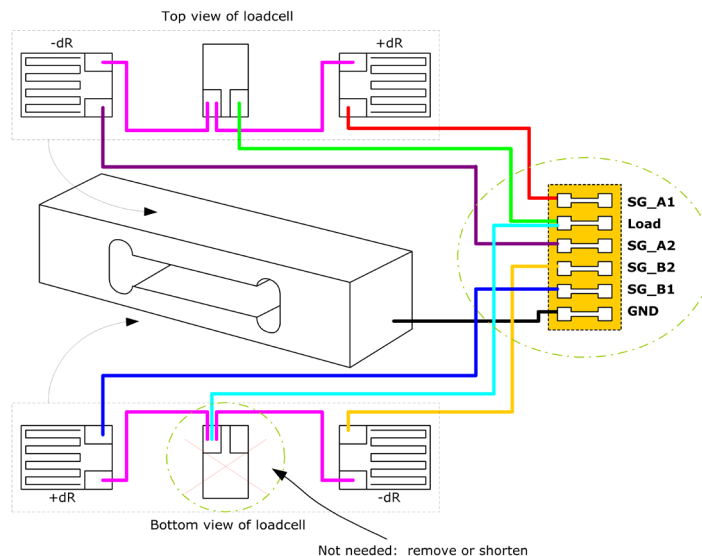 Top view of loadcell
-dR
+dR
SG_A1
Load
SG_A2
SG_B2
SG_B1
GND
+dR
-dR
Bottom view of loadcell
Not needed: remove or shorten